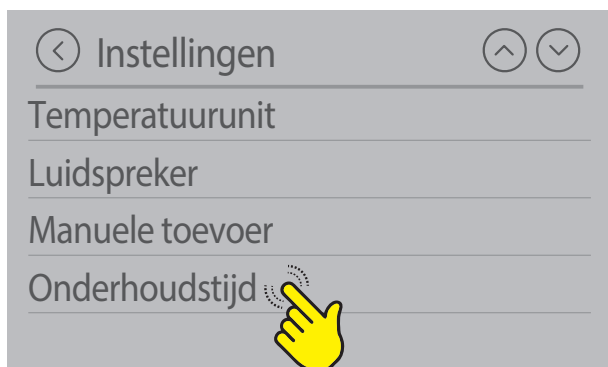 Instellingen
Temperatuurunit
Luidspreker
Manuele toevoer
Onderhoudstijd